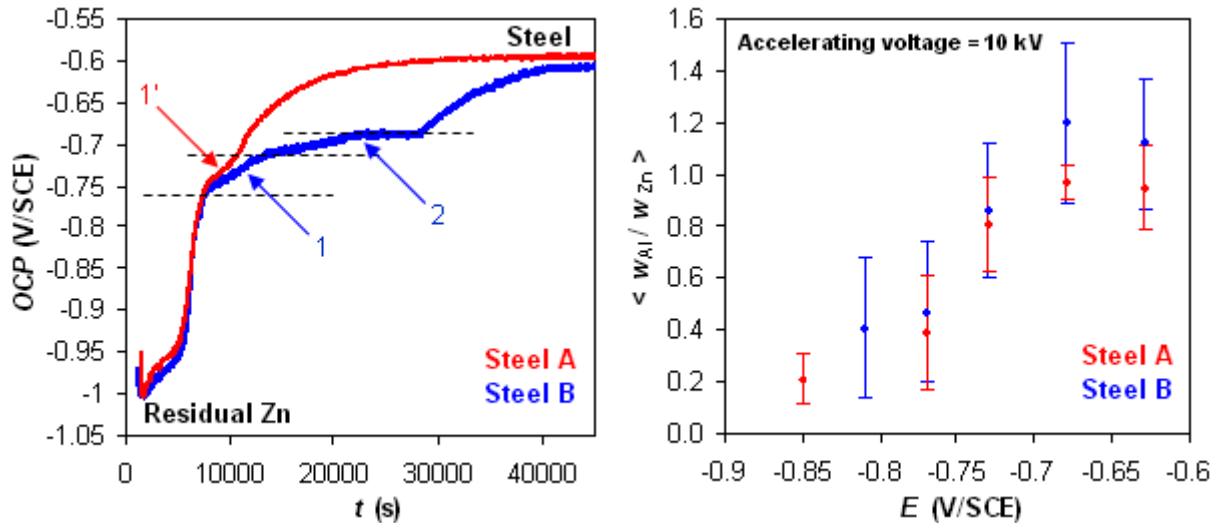 -0.55
-0.6
-0.65
-0.7
-0.75
-0.8
-0.85
-0.9
-0.95
-1
-1.05
OCP (V/SCE)
Steel
1'
1
2
Steel A
Steel B
Residual Zn
0 10000 20000 30000 40000
t (s)
1.6
1.4
1.2
1.0
0.8
0.6
0.4
0.2
0.0
< w Al / w Zn >
Accelerating voltage = 10 kV
Steel A
Steel B
-0.9 -0.85 -0.8 -0.75 -0.7 -0.65 -0.6
E (V/SCE)